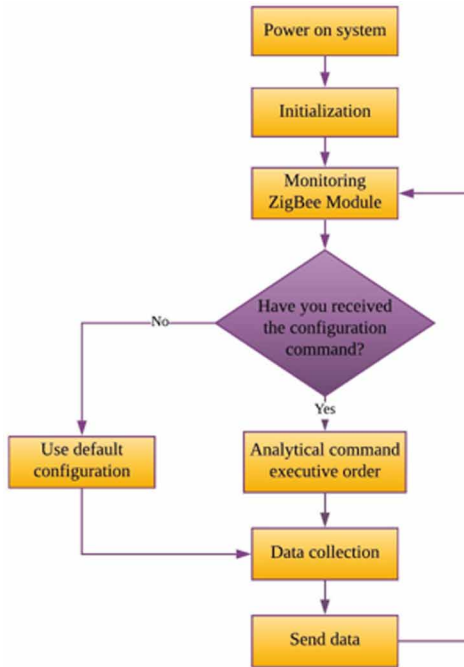 Power on system
Initialization
Monitoring
ZigBee Module
Have you received
the configuration
command?
No
Yes
Use default
configuration
Analytical command
executive order
Data collection
Send data